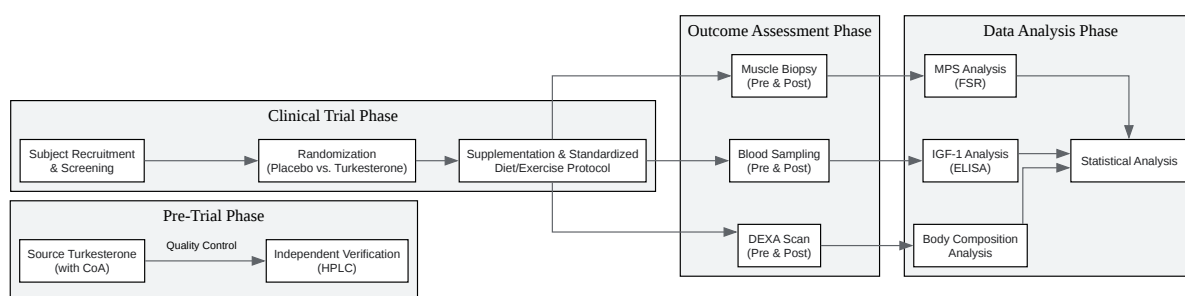 Outcome Assessment Phase
Data Analysis Phase
Muscle Biopsy
(Pre & Post)
MPS Analysis
(FSR)
Clinical Trial Phase
Subject Recruitment
& Screening
Randomization
(Placebo vs. Turkesterone)
Supplementation & Standardized
Diet/Exercise Protocol
Blood Sampling
(Pre & Post)
IGF-1 Analysis
(ELISA)
Statistical Analysis
Pre-Trial Phase
Source Turkesterone
(with CoA)
Quality Control
Independent Verification
(HPLC)
DEXA Scan
(Pre & Post)
Body Composition
Analysis